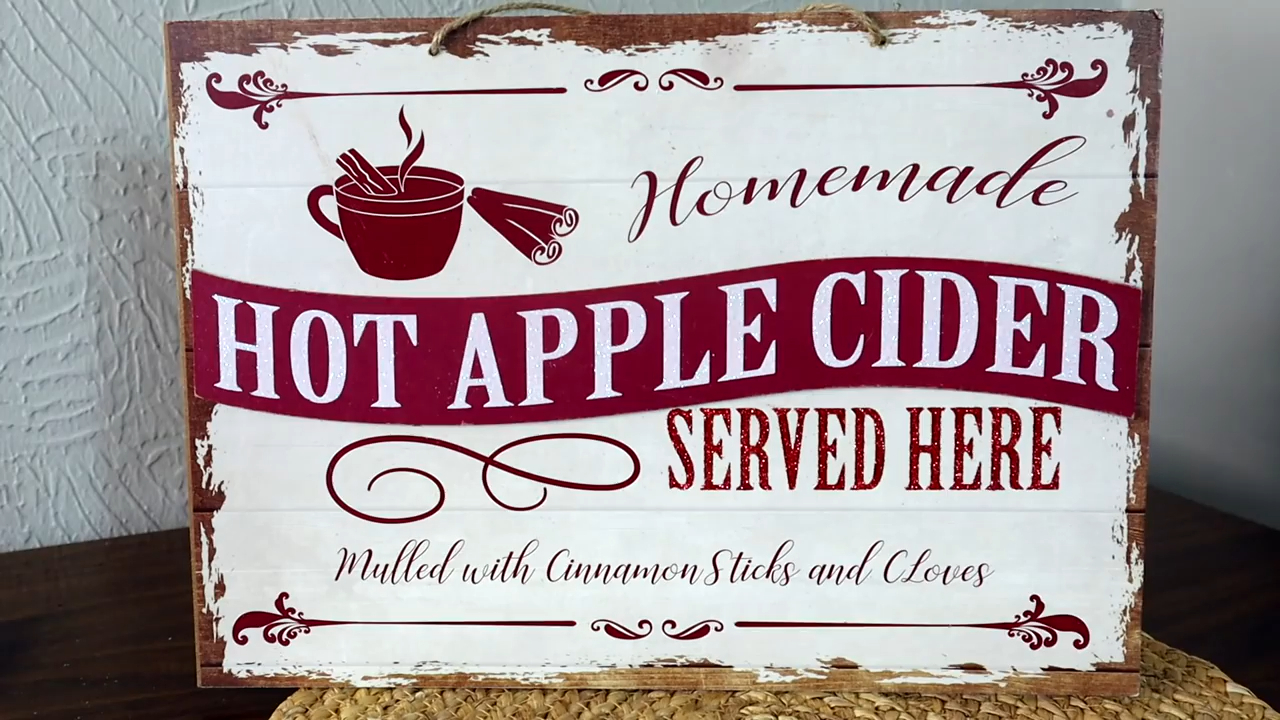 Homemade
HOT APPLE CIDER
SERVED HERE
Mulled with Cinnamon Sticks and CLoves